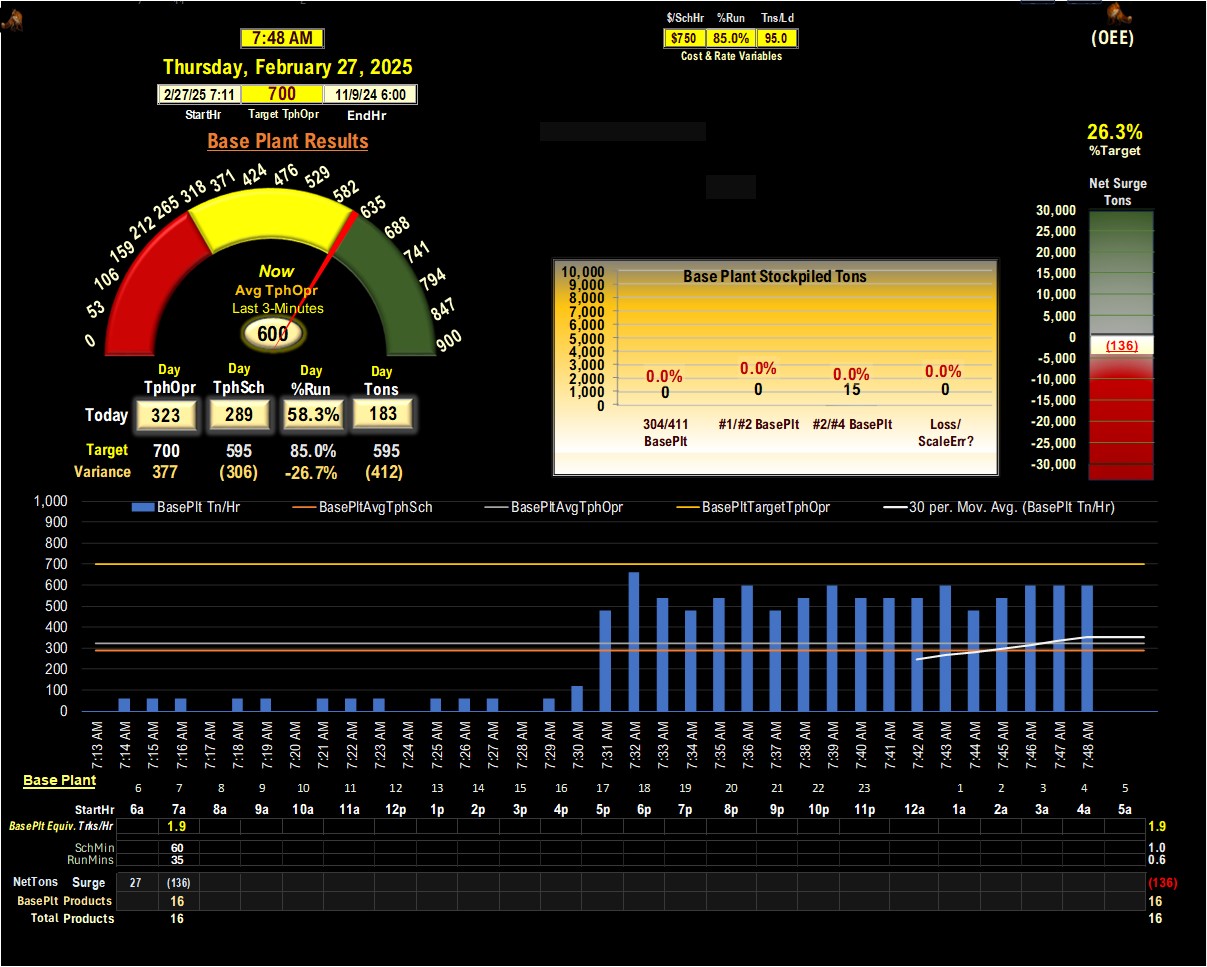 $/SchHr %Run Tns/Ld
7:48 AM
$750 85.0% 95.0
(OEE)
Cost & Rate Variables
Thursday, February 27, 2025
2/27/25 7:11 700 11/9/24 6:00
StartHr Target TphOpr EndHr
Base Plant Results
26.3%
%Target
Net Surge
Tons
0 53 106 159 212 265 318 371 424 476 529 582 635 688 741 794 847 900
Now
Avg TphOpr
Last 3-Minutes
600
30,000
25,000
20,000
15,000
10,000
5,000
0
(136)
-5,000
-10,000
-15,000
-20,000
-25,000
-30,000
Base Plant Stockpiled Tons
10,000
9,000
8,000
7,000
6,000
5,000
4,000
3,000
2,000
1,000
0
0.0% 0.0% 0.0% 0.0%
0 0 15 0
304/411 #1/#2 BasePlt #2/#4 BasePlt Loss/
BasePlt ScaleErr?
Day Day Day Day
TphOpr TphSch %Run Tons
Today 323 289 58.3% 183
Target 700 595 85.0% 595
Variance 377 (306) -26.7% (412)
BasePlt Tn/Hr BasePltAvgTphSch BasePltAvgTphOpr BasePltTargetTphOpr 30 per. Mov. Avg. (BasePlt Tn/Hr)
1,000
900
800
700
600
500
400
300
200
100
0
7:13 AM 7:14 AM 7:15 AM 7:16 AM 7:18 AM 7:19 AM 7:20 AM 7:21 AM 7:22 AM 7:23 AM 7:24 AM 7:25 AM 7:26 AM 7:27 AM 7:28 AM 7:29 AM 7:30 AM 7:31 AM 7:32 AM 7:33 AM 7:34 AM 7:35 AM 7:36 AM 7:37 AM 7:38 AM 7:39 AM 7:40 AM 7:41 AM 7:42 AM 7:43 AM 7:44 AM 7:45 AM 7:46 AM 7:47 AM 7:48 AM
Base Plant
6 7 8 9 10 11 12 13 14 15 16 17 18 19 20 21 22 23 1 2 3 4 5
StartHr 6a 7a 8a 9a 10a 11a 12p 1p 2p 3p 4p 5p 6p 7p 8p 9p 10p 11p 12a 1a 2a 3a 4a 5a
BasePlt Equiv. Trks/Hr 1.9 1.9
SchMin 60 1.0
RunMins 35 0.6
NetTons Surge 27 (136) (136)
BasePlt Products 16 16
Total Products 16 16